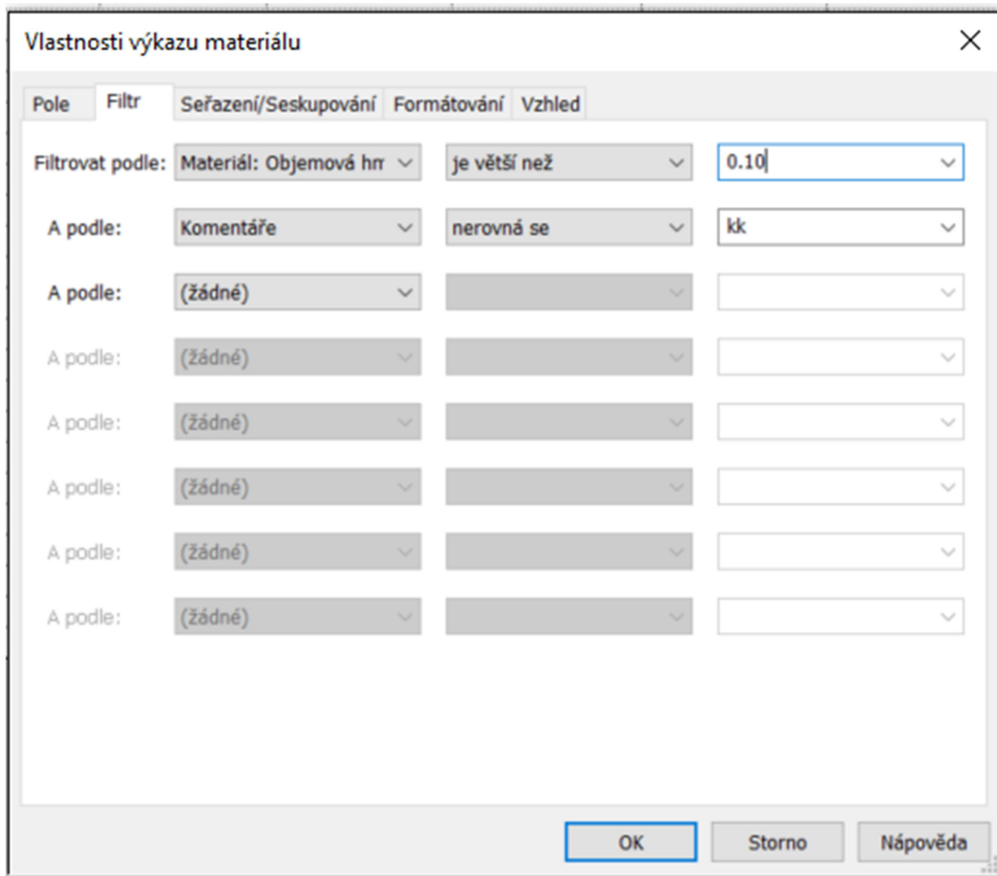 Vlastnosti výkazu materiálu
Pole Filtr Seřazení/Seskupování Formátování Vzhled
Filtrovat podle: Materiál: Objemová hm je větší než 0.10
A podle: Komentáře nerovná se kk
A podle: (žádné)
A podle: (žádné)
A podle: (žádné)
A podle: (žádné)
A podle: (žádné)
A podle: (žádné)
OK Storno Nápověda